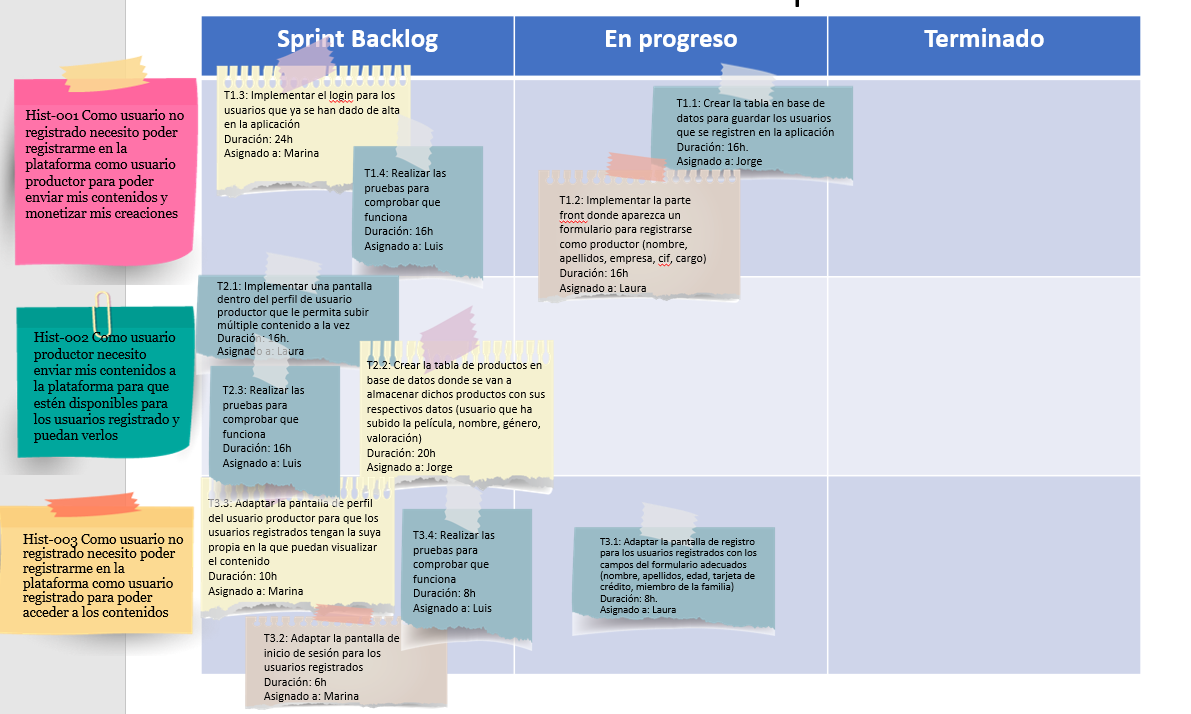 Sprint Backlog
En progreso
Terminado
Hist-001 Como usuario no
registrado necesito poder
registrarme en la
plataforma como usuario
productor para poder
enviar mis contenidos y
monetizar mis creaciones
T1.3: Implementar el login para los
usuarios que ya se han dado de alta
en la aplicación
Duración: 24h
Asignado a: Marina
T1.4: Realizar las
pruebas para
comprobar que
funciona
Duración: 16h
Asignado a: Luis
T1.1: Crear la tabla en base de
datos para guardar los usuarios
que se registren en la aplicación
Duración: 16h.
Asignado a: Jorge
T1.2: Implementar la parte
front donde aparezca un
formulario para registrarse
como productor (nombre,
apellidos, empresa, cif, cargo)
Duración: 16h
Asignado a: Laura
Hist-002 Como usuario
productor necesito
enviar mis contenidos a
la plataforma para que
estén disponibles para
los usuarios registrado y
puedan verlos
T2.1: Implementar una pantalla
dentro del perfil de usuario
productor que le permita subir
múltiple contenido a la vez
Duración: 16h.
Asignado a: Laura
T2.3: Realizar las
pruebas para
comprobar que
funciona
Duración: 16h
Asignado a: Luis
T2.2: Crear la tabla de productos en
base de datos donde se van a
almacenar dichos productos con sus
respectivos datos (usuario que ha
subido la película, nombre, género,
valoración)
Duración: 20h
Asignado a: Jorge
Hist-003 Como usuario no
registrado necesito poder
registrarme en la
plataforma como usuario
registrado para poder
acceder a los contenidos
T3.3: Adaptar la pantalla de perfil
del usuario productor para que los
usuarios registrados tengan la suya
propia en la que puedan visualizar
el contenido
Duración: 10h
Asignado a: Marina
T3.4: Realizar las
pruebas para
comprobar que
funciona
Duración: 8h
Asignado a: Luis
T3.2: Adaptar la pantalla de
inicio de sesión para los
usuarios registrados
Duración: 6h
Asignado a: Marina
T3.1: Adaptar la pantalla de registro
para los usuarios registrados con los
campos del formulario adecuados
(nombre, apellidos, edad, tarjeta de
crédito, miembro de la familia)
Duración: 8h.
Asignado a: Laura